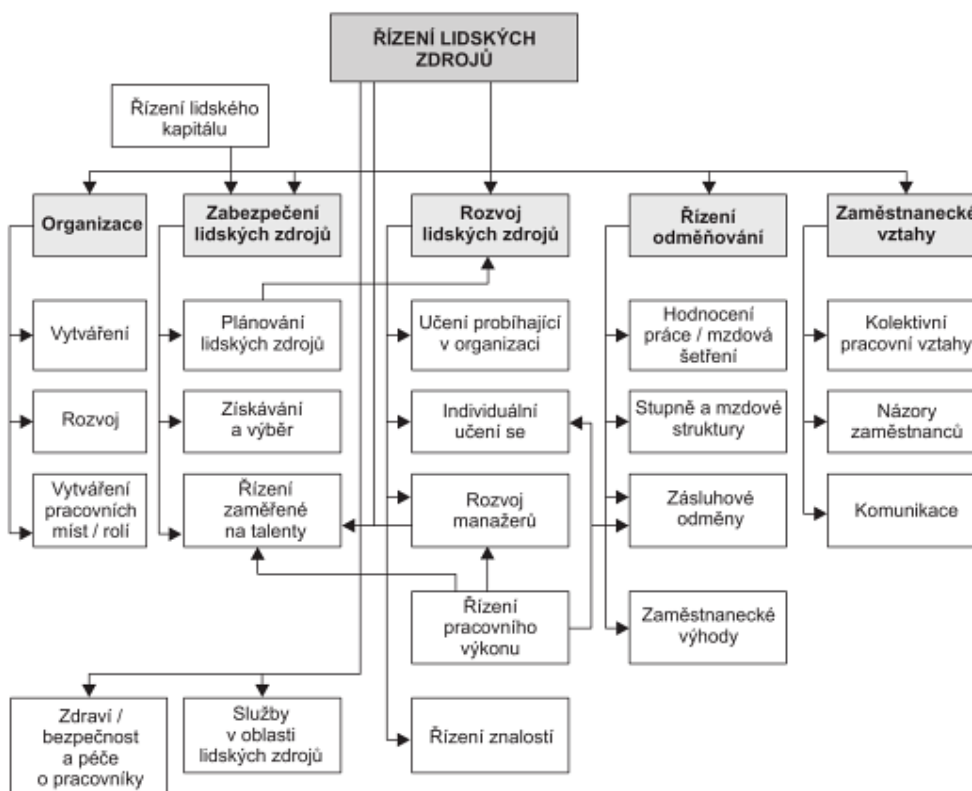 ŘÍZENÍ LIDSKÝCH
ZDROJŮ
Řízení lidského
kapitálu
Organizace
Zabezpečení
lidských zdrojů
Rozvoj
lidských zdrojů
Řízení
odměňování
Zaměstnanecké
vztahy
Vytváření
Plánování
lidských zdrojů
Učení probíhající
v organizaci
Hodnocení
práce / mzdová
šetření
Kolektivní
pracovní vztahy
Rozvoj
Získávání
a výběr
Individuální
učení se
Stupně a mzdové
struktury
Názory
zaměstnanců
Vytváření
pracovních
míst / rolí
Řízení
zaměřené
na talenty
Rozvoj
manažerů
Zásluhové
odměny
Komunikace
Řízení
pracovního
výkonu
Zaměstnanecké
výhody
Zdraví /
bezpečnost
a péče
o pracovníky
Služby
v oblasti
lidských zdrojů
Řízení znalostí